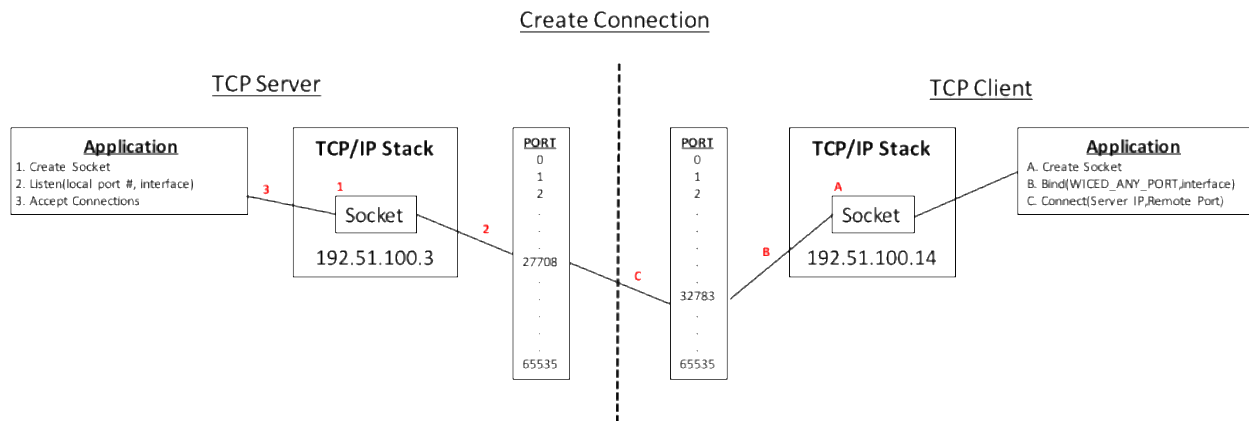 Create Connection
TCP Server
Application
1. Create Socket
2. Listen(local port #, interface)
3. Accept Connections
3
TCP/IP Stack
1
Socket
192.51.100.3
2
PORT
0
1
2
.
.
.
27708
.
.
.
.
65535
C
TCP Client
PORT
0
1
2
.
.
.
.
32783
.
.
.
65535
B
TCP/IP Stack
A
Socket
192.51.100.14
Application
A. Create Socket
B. Bind(WICED_ANY_PORT,interface)
C. Connect(Server IP,Remote Port)